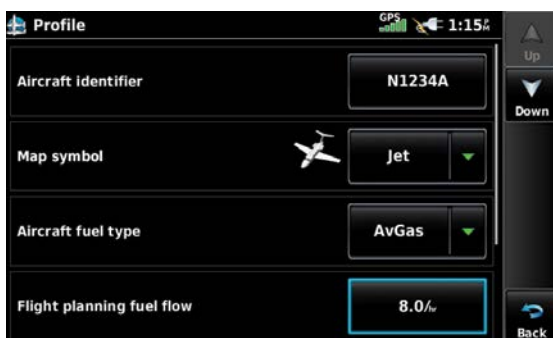 Profile
GPS
1:15PM
Up
Aircraft identifier
N1234A
Down
Map symbol
Jet
Aircraft fuel type
AvGas
Flight planning fuel flow
8.0/hr
Back